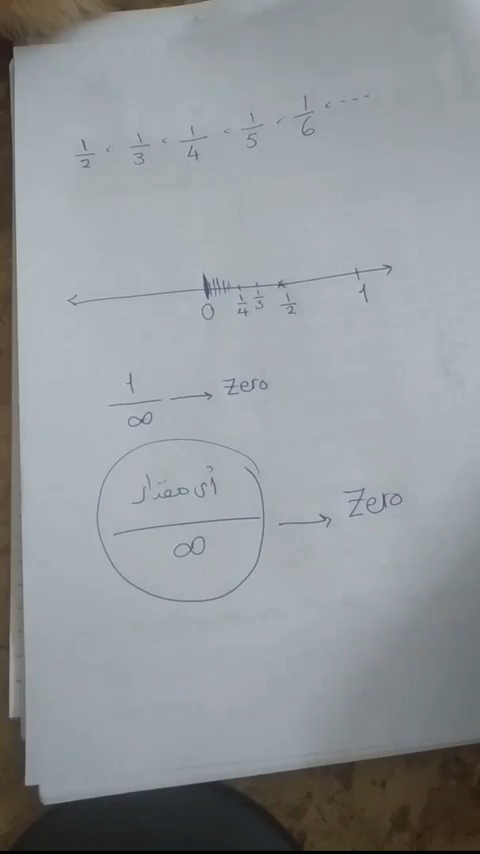 1/2 , 1/3 , 1/4 , 1/5 , 1/6 , ....
0 1/4 1/3 1/2 1
1/∞ → Zero
أى مقدار/∞ → Zero